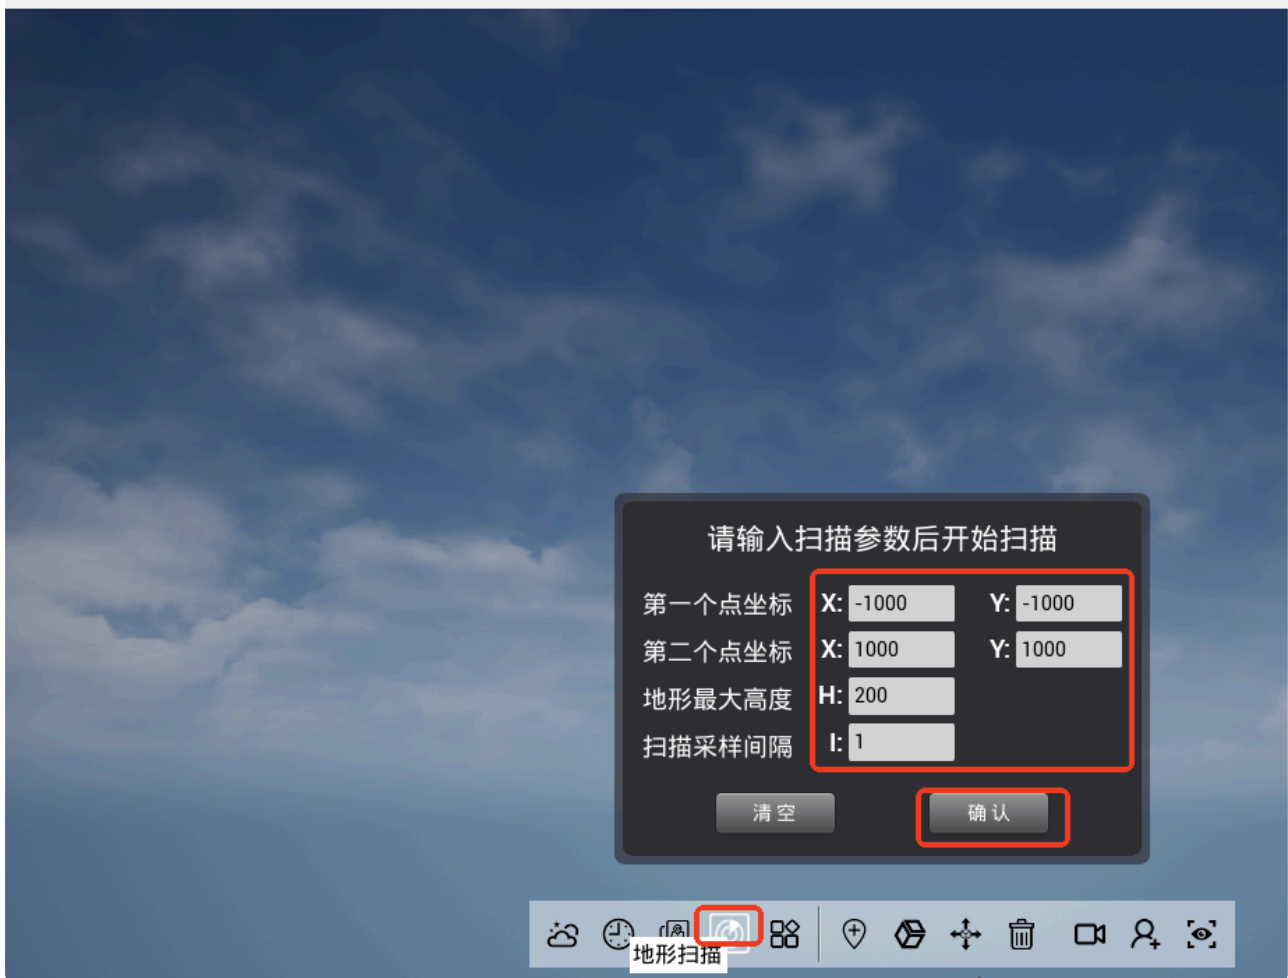 请输入扫描参数后开始扫描
第一个点坐标 X: -1000 Y: -1000
第二个点坐标 X: 1000 Y: 1000
地形最大高度 H: 200
扫描采样间隔 I: 1
清空 确认
地形扫描